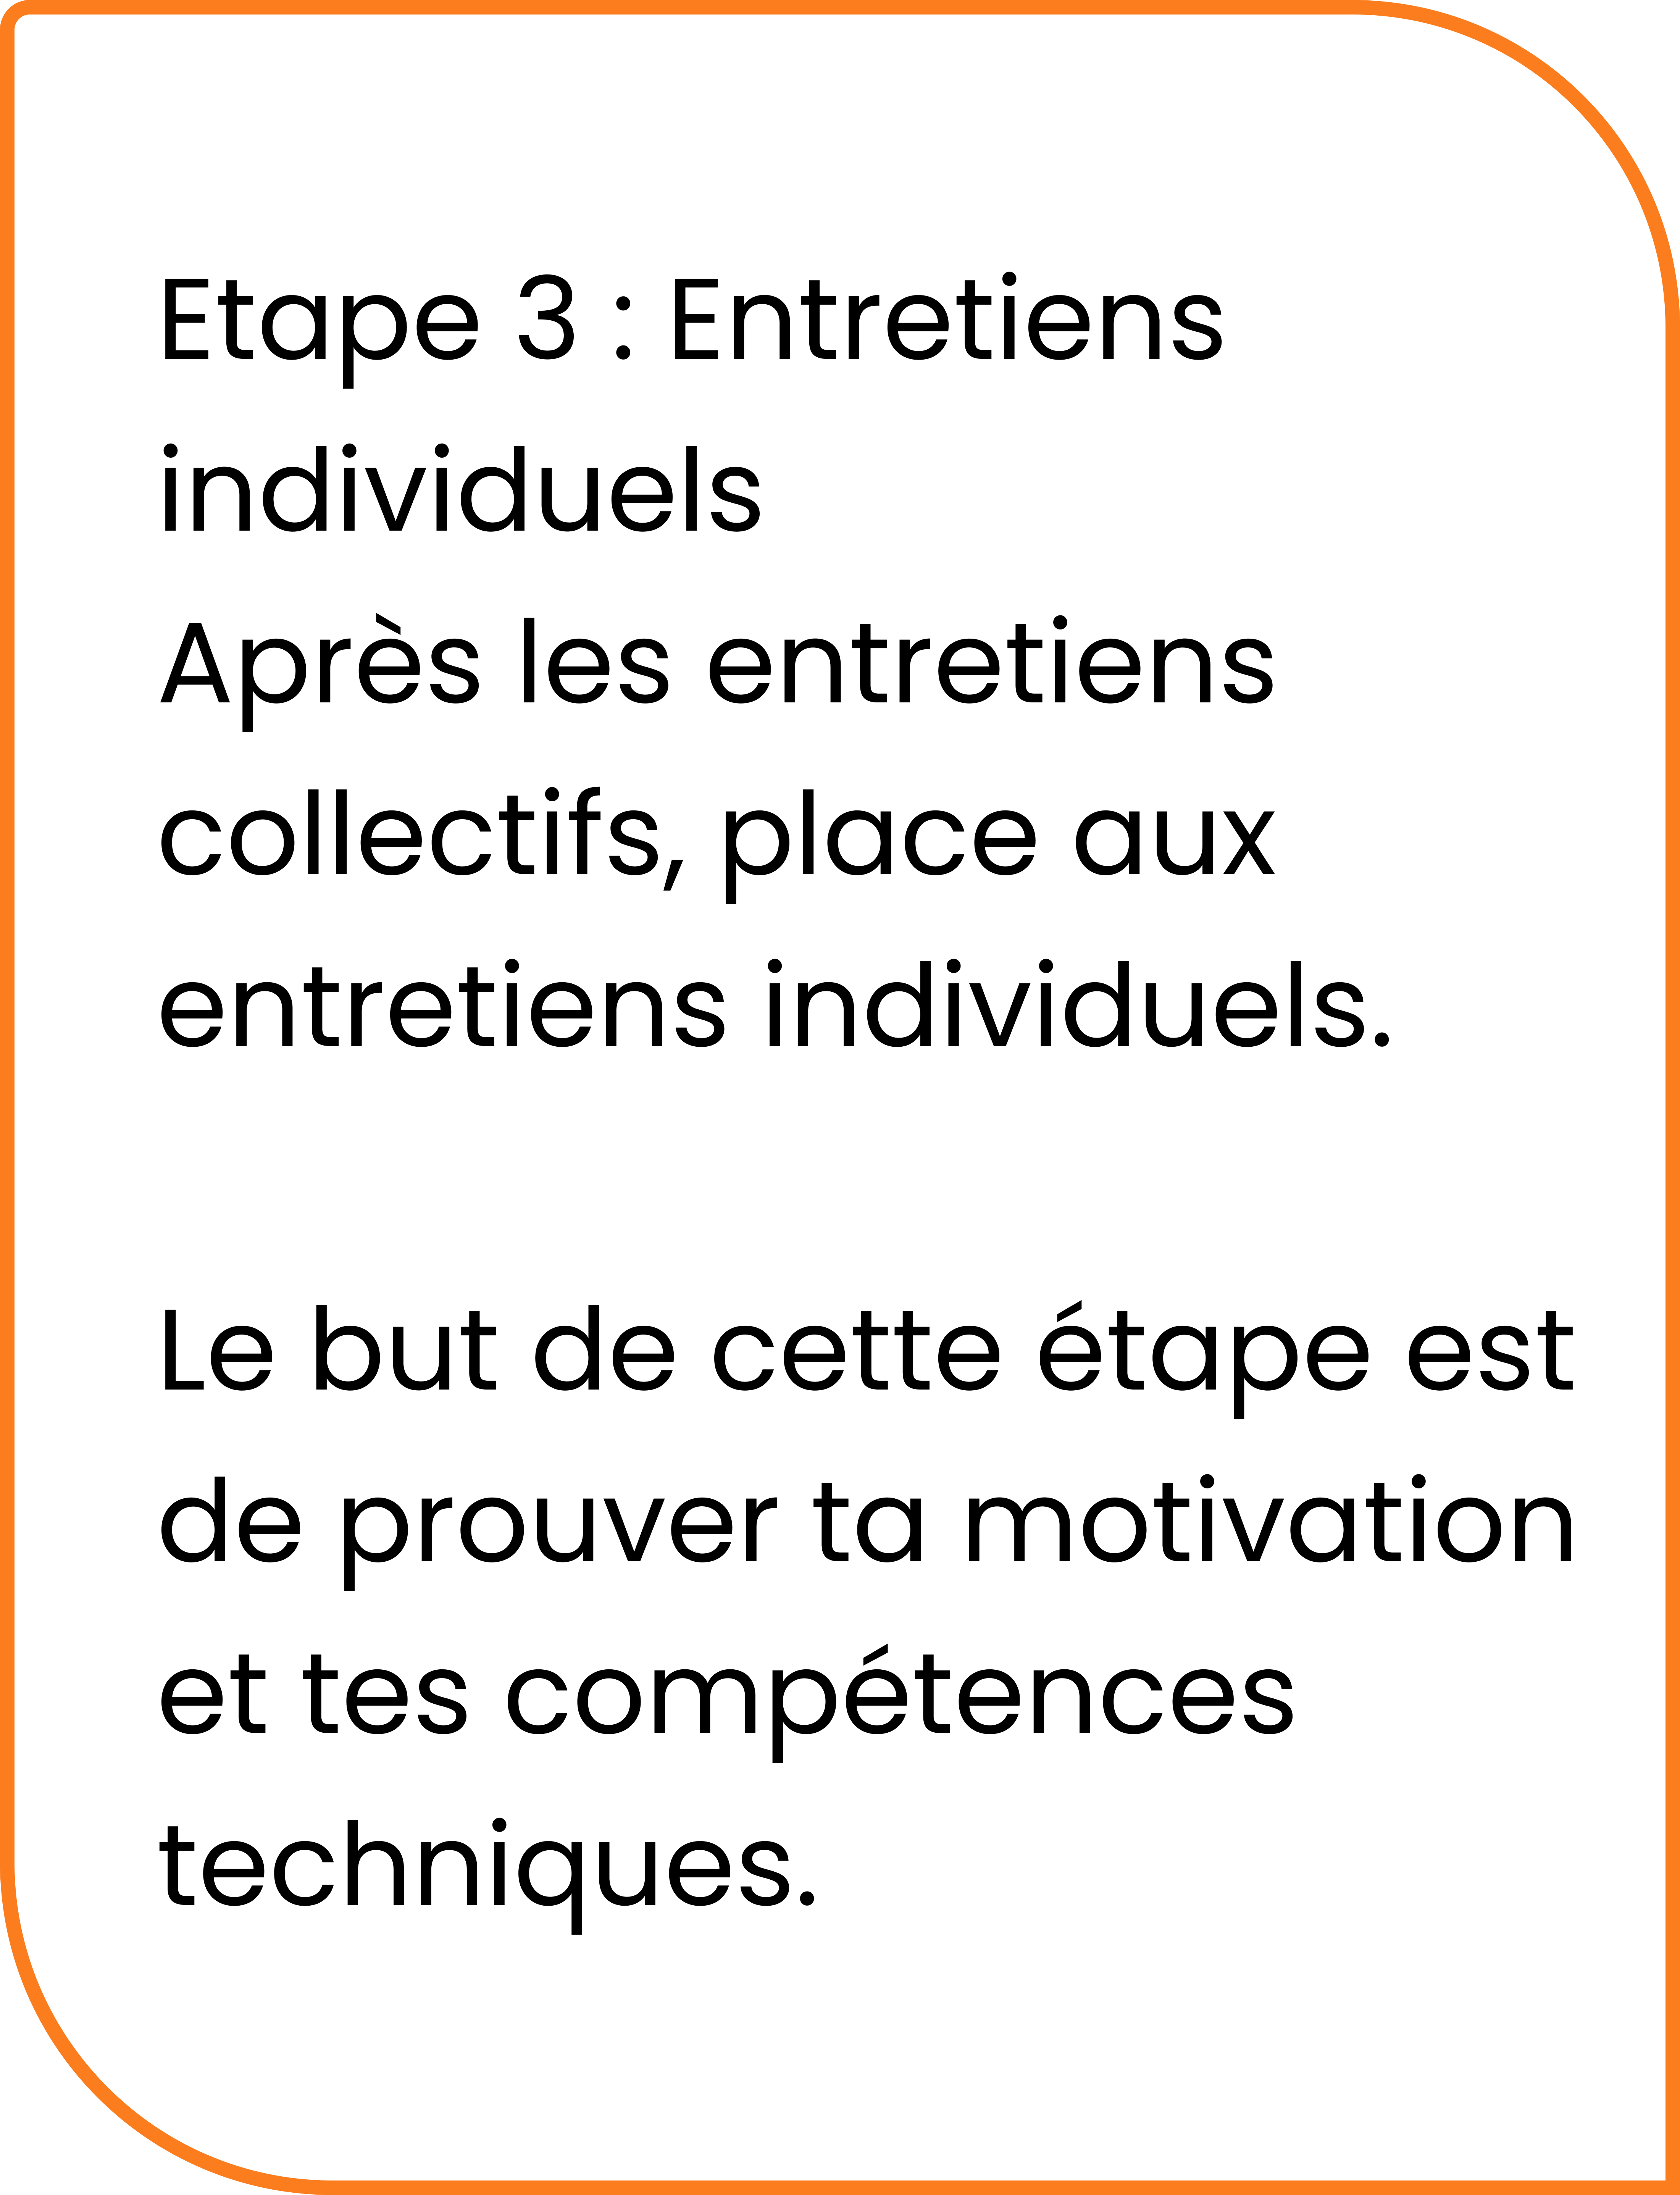 Etape 3 : Entretiens
individuels
Après les entretiens
collectifs, place aux
entretiens individuels.
Le but de cette étape est
de prouver ta motivation
et tes compétences
techniques.